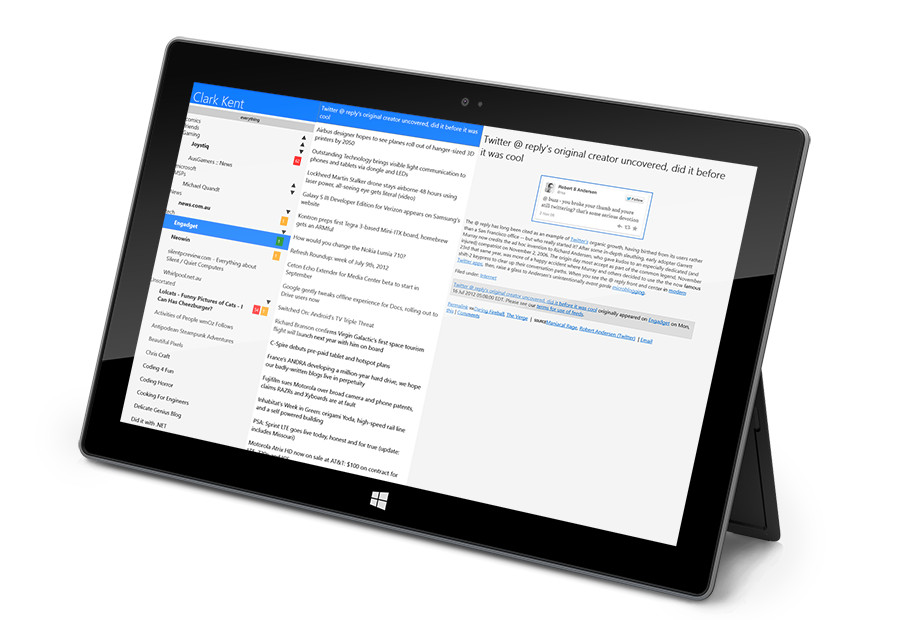 Clark Kent
everything
comics
friends
Gaming
Joystiq
AusGamers :: News
62
microsoft
MVPs
Michael Quandt
News
news.com.au
tech
Engadget
Neowin
silentpcreview.com - Everything about
Silent / Quiet Computers
Whirlpool.net.au
Unsorted
Lolcats - Funny Pictures of Cats - I
Can Has Cheezburger?
Activities of People wmOz Follows
Antipodean Steampunk Adventures
Beautiful Pixels
Chris Craft
Coding 4 Fun
Coding Horror
Cooking For Engineers
Delicate Genius Blog
Did it with .NET
Twitter @ reply's original creator uncovered, did it before it was
cool
Airbus designer hopes to see planes roll out of hangar-sized 3D
printers by 2050
Outstanding Technology brings visible light communication to
phones and tablets via dongle and LEDs
Lockheed Martin Stalker drone stays airborne 48 hours using
laser power, all-seeing eye gets literal (video)
Galaxy S III Developer Edition for Verizon appears on Samsung's
website
Kontron preps first Tegra 3-based Mini-ITX board, homebrew
gets an ARMful
How would you change the Nokia Lumia 710?
Refresh Roundup: week of July 9th, 2012
Ceton Echo Extender for Media Center beta to start in
September
Google gently tweaks offline experience for Docs, rolling out to
Drive users now
Switched On: Android's TV Triple Threat
Richard Branson confirms Virgin Galactic's first space tourism
flight will launch next year with him on board
C-Spire debuts pre-paid tablet and hotspot plans
France's ANDRA developing a million-year hard drive, we hope
our badly-written blogs live in perpetuity
Fujifilm sues Motorola over broad camera and phone patents,
claims RAZRs and Xyboards are at fault
Inhabitat's Week in Green: origami Yoda, high-speed rail line
and a self powered building
PSA: Sprint LTE goes live today, honest and for true (update:
includes Missouri)
Motorola Atrix HD now on sale at AT&T: $100 on contract for
Twitter @ reply's original creator uncovered, did it before
it was cool
Robert S Andersen
Follow
@ buzz - you broke your thumb and yours
still twittering? that's some serious devotion
The @ reply has long been cited as an example of Twitter's organic growth, having birthed from its users rather
than a San Francisco office -- but who really started it? After some in-depth sleuthing, early adopter Garrett
Murray now credits the ad hoc invention to Richard Andersen, who gave kudos to an especially dedicated (and
injured) compatriot on November 2, 2006. The origin many most accept as part of the common legend, November
23rd that same year, was more of a happy accident where Murray and others decided to use the the now famous
shift-2 keypress to clear up their conversation paths. When you see the @ reply front and center in modern
Twitter apps, then, raise a glass to Andersen's unintentionally avant garde microblogging.
Filed under: Internet
Twitter @ reply's original creator uncovered, did it before it was cool originally appeared on Engadget on Mon,
16 Jul 2012 05:08:00 EDT. Please see our terms for use of feeds.
Permalink Daring Fireball, The Verge | source Maniacal Rage, Robert Andersen (Twitter) | Email
this | Comments